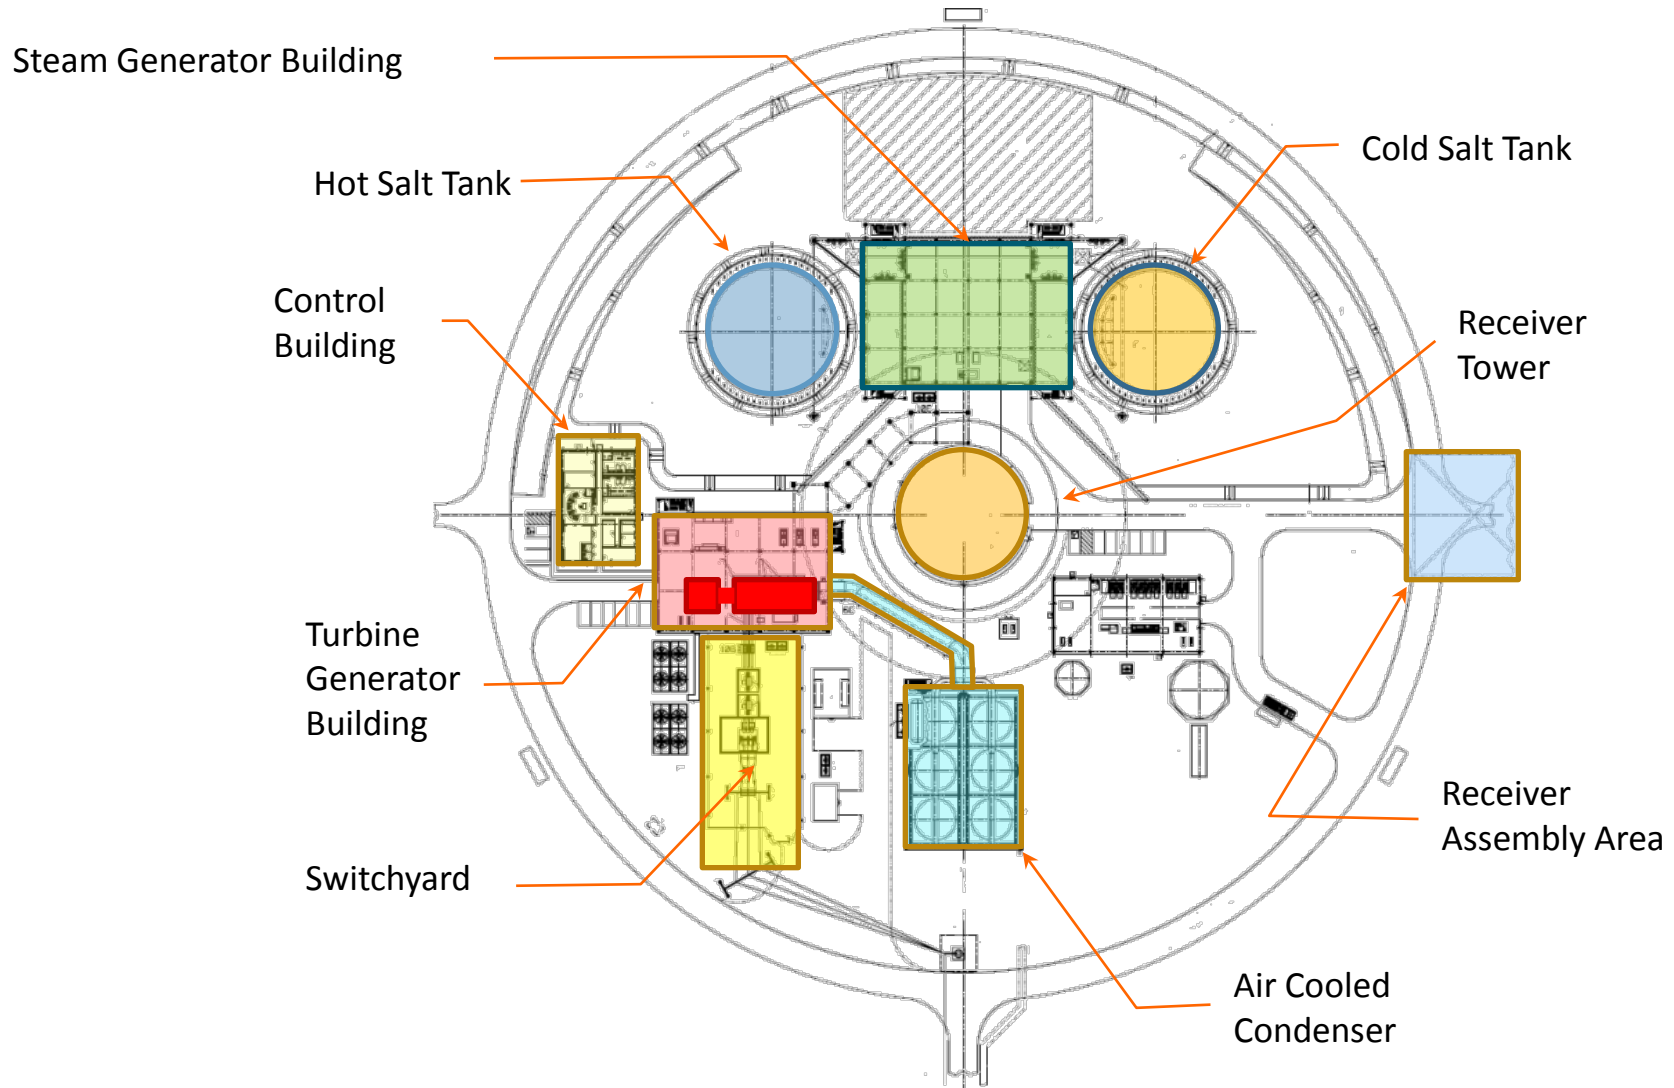 Steam Generator Building
Cold Salt Tank
Hot Salt Tank
Control
Building
Receiver
Tower
Turbine
Generator
Building
Receiver
Assembly Area
Switchyard
Air Cooled
Condenser